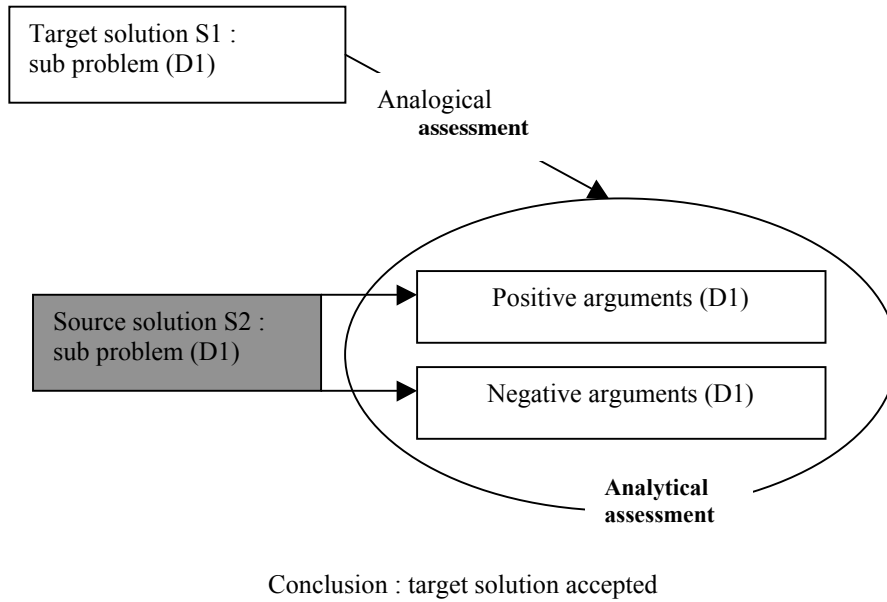 Target solution S1 :
sub problem (D1)
Analogical
assessment
Positive arguments (D1)
Source solution S2 :
sub problem (D1)
Negative arguments (D1)
Analytical
assessment
Conclusion : target solution accepted